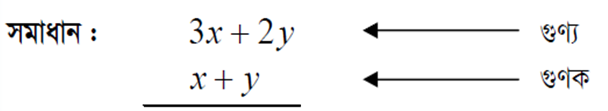 সমাধান : 3x + 2y ← গুণ্য
x + y ← গুণক